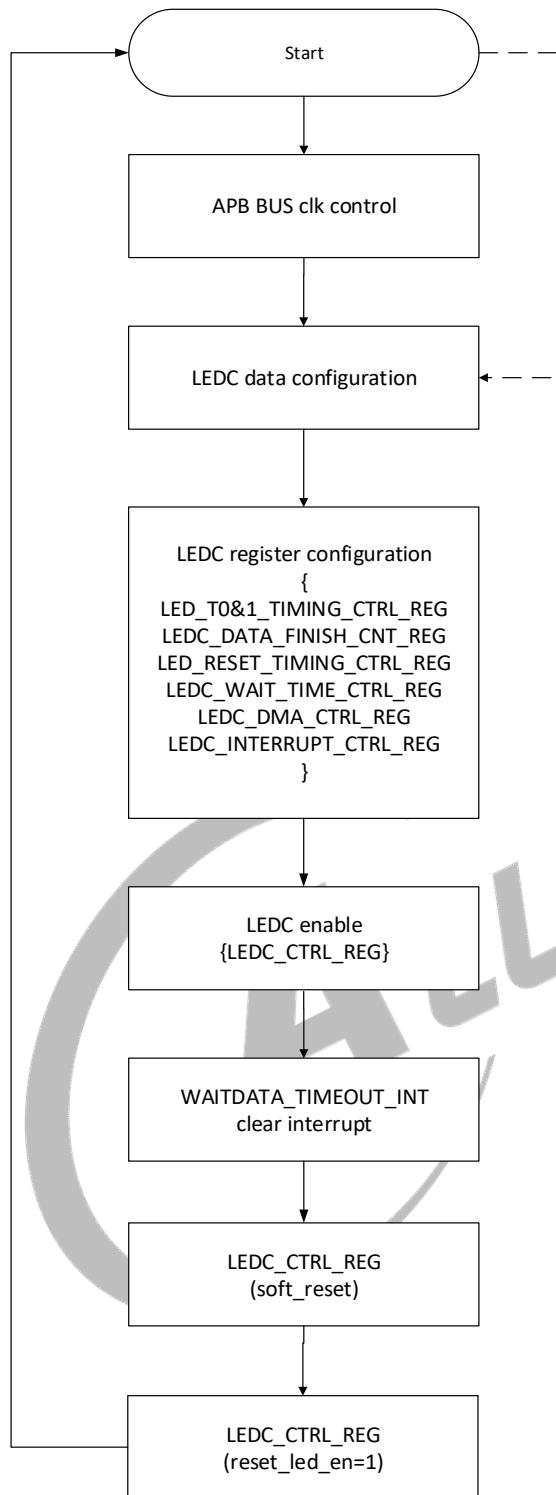 Start
APB BUS clk control
LEDC data configuration
LEDC register configuration
{
LED_T0&1_TIMING_CTRL_REG
LEDC_DATA_FINISH_CNT_REG
LED_RESET_TIMING_CTRL_REG
LEDC_WAIT_TIME_CTRL_REG
LEDC_DMA_CTRL_REG
LEDC_INTERRUPT_CTRL_REG
}
LEDC enable
{LEDC_CTRL_REG}
WAITDATA_TIMEOUT_INT
clear interrupt
LEDC_CTRL_REG
(soft_reset)
LEDC_CTRL_REG
(reset_led_en=1)